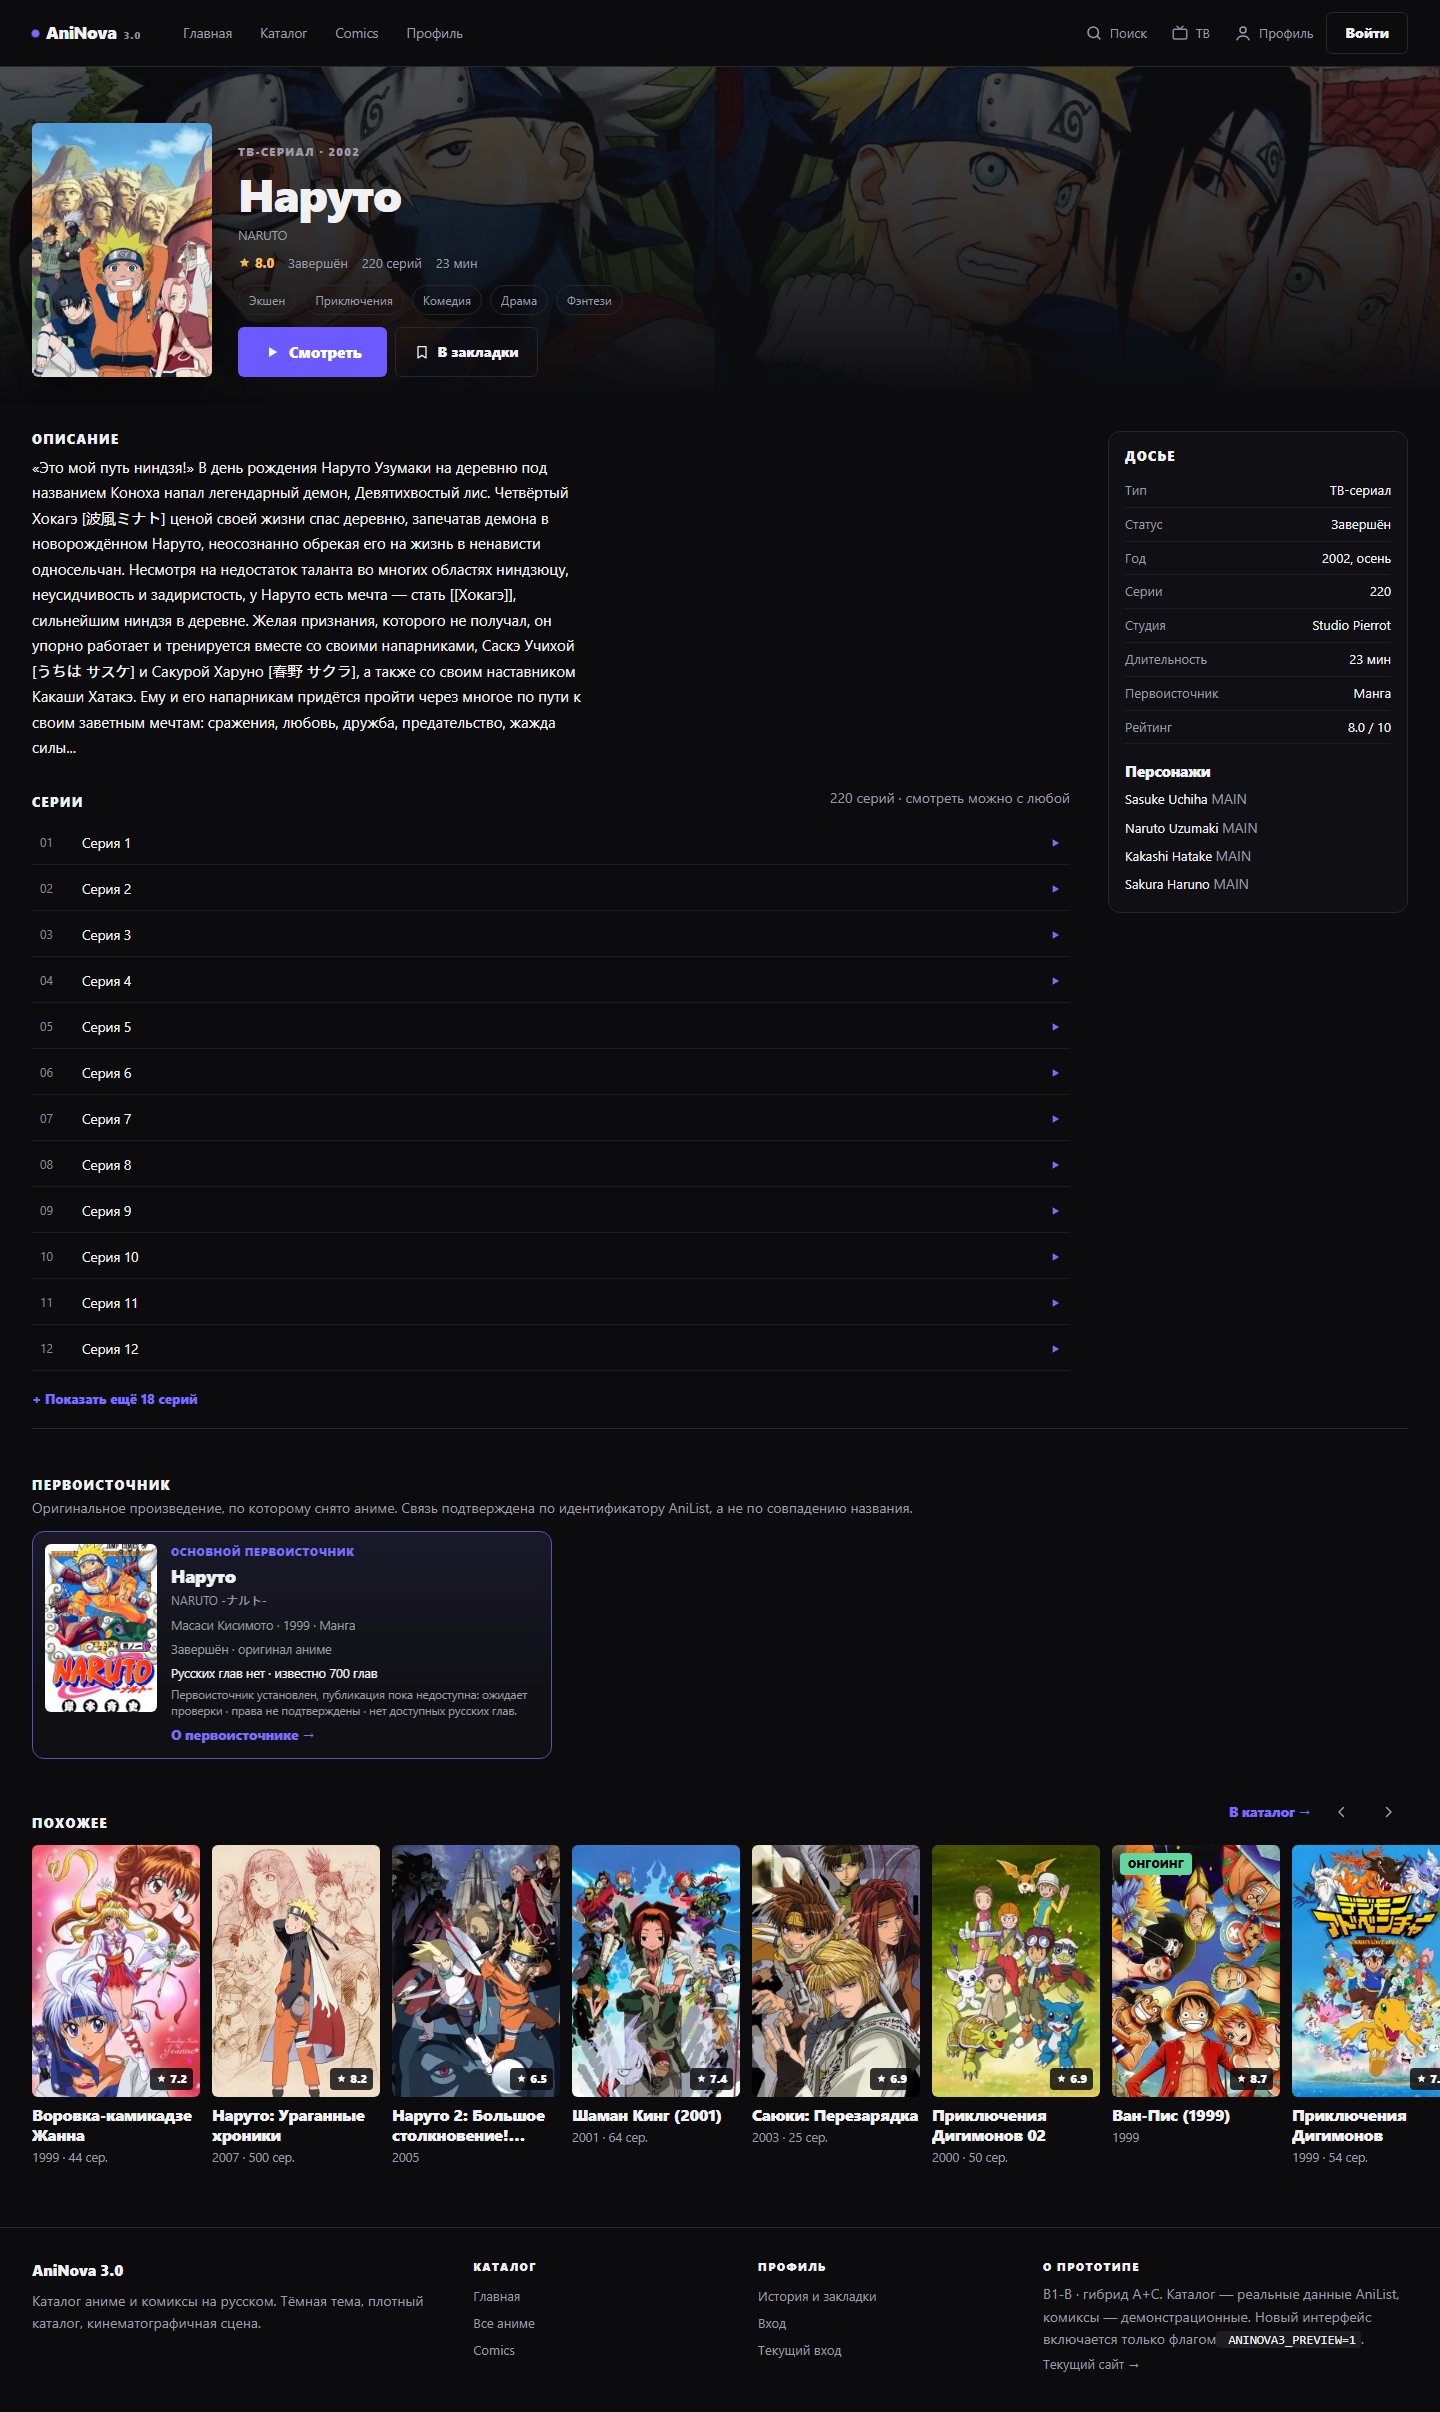 AniNova 3.0
Главная
Каталог
Comics
Профиль
Поиск
ТВ
Профиль
Войти
ТВ-СЕРИАЛ · 2002
Наруто
NARUTO
★ 8.0 Завершён 220 серий 23 мин
Экшен
Приключения
Комедия
Драма
Фэнтези
Смотреть
В закладки
ОПИСАНИЕ
«Это мой путь ниндзя!» В день рождения Наруто Узумаки на деревню под
названием Коноха напал легендарный демон, Девятихвостый лис. Четвёртый
Хокагэ [波風ミナト] ценой своей жизни спас деревню, запечатав демона в
новорождённом Наруто, неосознанно обрекая его на жизнь в ненависти
односельчан. Несмотря на недостаток таланта во многих областях ниндзюцу,
неусидчивость и задиристость, у Наруто есть мечта — стать [[Хокагэ]],
сильнейшим ниндзя в деревне. Желая признания, которого не получал, он
упорно работает и тренируется вместе со своими напарниками, Саскэ Учихой
[うちは サスケ] и Сакурой Харуно [春野 サクラ], а также со своим наставником
Какаши Хатакэ. Ему и его напарникам придётся пройти через многое по пути к
своим заветным мечтам: сражения, любовь, дружба, предательство, жажда
силы...
ДОСЬЕ
Тип ТВ-сериал
Статус Завершён
Год 2002, осень
Серии 220
Студия Studio Pierrot
Длительность 23 мин
Первоисточник Манга
Рейтинг 8.0 / 10
Персонажи
Sasuke Uchiha MAIN
Naruto Uzumaki MAIN
Kakashi Hatake MAIN
Sakura Haruno MAIN
СЕРИИ
220 серий · смотреть можно с любой
01 Серия 1
02 Серия 2
03 Серия 3
04 Серия 4
05 Серия 5
06 Серия 6
07 Серия 7
08 Серия 8
09 Серия 9
10 Серия 10
11 Серия 11
12 Серия 12
+ Показать ещё 18 серий
ПЕРВОИСТОЧНИК
Оригинальное произведение, по которому снято аниме. Связь подтверждена по идентификатору AniList, а не по совпадению названия.
NARUTO
ナルト
岸本斉史
ОСНОВНОЙ ПЕРВОИСТОЧНИК
Наруто
NARUTO -ナルト-
Масаси Кисимото · 1999 · Манга
Завершён · оригинал аниме
Русских глав нет · известно 700 глав
Первоисточник установлен, публикация пока недоступна: ожидает
проверки · права не подтверждены · нет доступных русских глав.
О первоисточнике →
ПОХОЖЕЕ
В каталог →
★ 7.2
Воровка-камикадзе
Жанна
1999 · 44 сер.
★ 8.2
Наруто: Ураганные
хроники
2007 · 500 сер.
★ 6.5
Наруто 2: Большое
столкновение!...
2005
★ 7.4
Шаман Кинг (2001)
2001 · 64 сер.
★ 6.9
Саюки: Перезарядка
2003 · 25 сер.
★ 6.9
Приключения
Дигимонов 02
2000 · 50 сер.
ОНГОИНГ
★ 8.7
Ван-Пис (1999)
1999
デジモン
アドベンチャー
★ 7.
Приключения
Дигимонов
1999 · 54 сер.
AniNova 3.0
Каталог аниме и комиксы на русском. Тёмная тема, плотный
каталог, кинематографичная сцена.
КАТАЛОГ
Главная
Все аниме
Comics
ПРОФИЛЬ
История и закладки
Вход
Текущий вход
О ПРОТОТИПЕ
B1-B · гибрид A+C. Каталог — реальные данные AniList,
комиксы — демонстрационные. Новый интерфейс
включается только флагом ANINOVA3_PREVIEW=1 .
Текущий сайт →